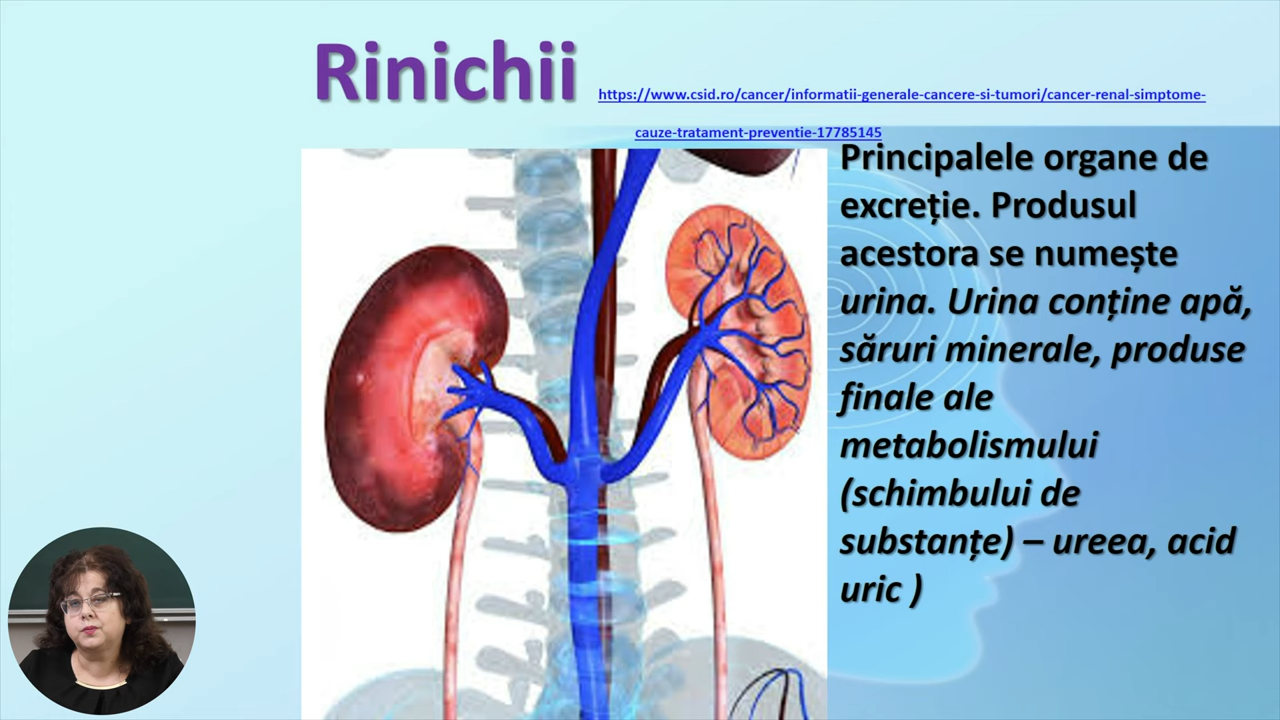 Rinichii
https://www.csid.ro/cancer/informatii-generale-cancere-si-tumori/cancer-renal-simptome-
cauze-tratament-preventie-17785145
Principalele organe de
excreție. Produsul
acestora se numește
urina. Urina conține apă,
săruri minerale, produse
finale ale
metabolismului
(schimbului de
substanțe) – ureea, acid
uric )